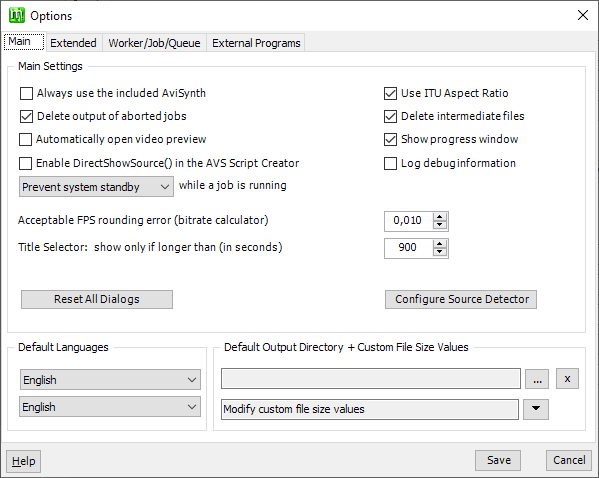 Options
Main Extended Worker/Job/Queue External Programs
Main Settings
Always use the included AviSynth
Use ITU Aspect Ratio
Delete output of aborted jobs
Delete intermediate files
Automatically open video preview
Show progress window
Enable DirectShowSource() in the AVS Script Creator
Log debug information
Prevent system standby while a job is running
Acceptable FPS rounding error (bitrate calculator) 0,010
Title Selector: show only if longer than (in seconds) 900
Reset All Dialogs
Configure Source Detector
Default Languages
English
English
Default Output Directory + Custom File Size Values
... x
Modify custom file size values
Help
Save
Cancel